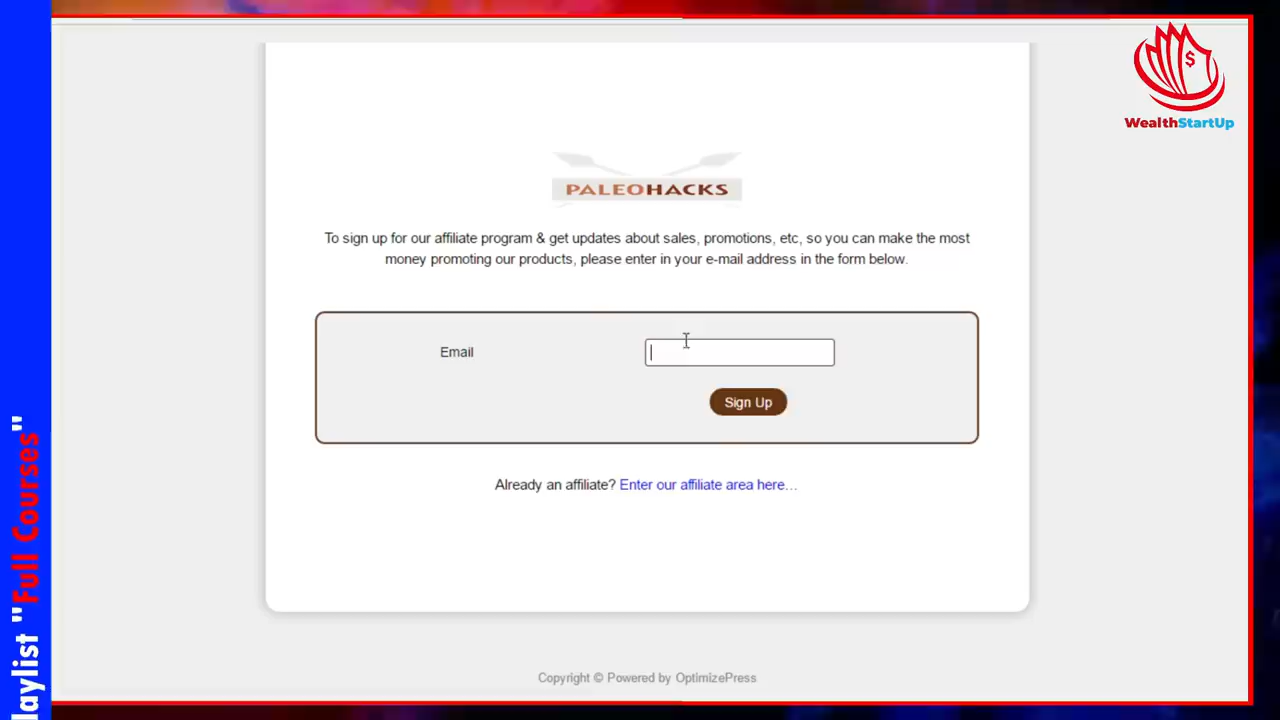 $
WealthStartUp
PALEOHACKS
To sign up for our affiliate program & get updates about sales, promotions, etc, so you can make the most
money promoting our products, please enter in your e-mail address in the form below.
Email
Sign Up
Already an affiliate? Enter our affiliate area here...
Copyright © Powered by OptimizePress
laylist "Full Courses"